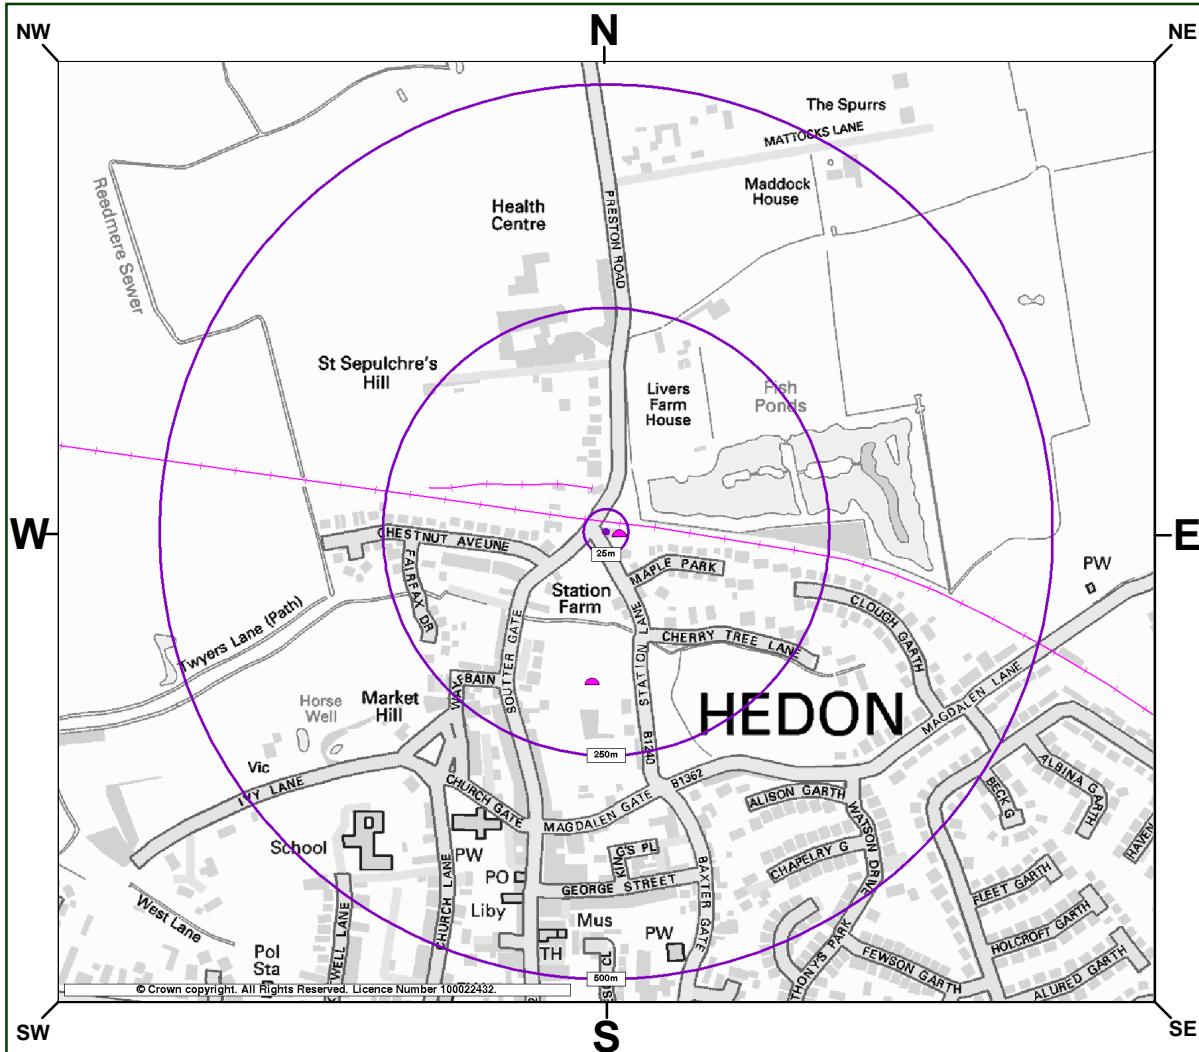 NW
N
NE
The Spurrs
MATTOCKS LANE
Maddock
House
Health
Centre
PRESTON ROAD
Reedmere Sewer
St Sepulchre's
Hill
Livers
Farm
House
Fish
Ponds
W
E
CHESTNUT AVEUNE
25m
MAPLE PARK
PW
FAIRFAX DR
Station
Farm
CLOUGH GARTH
Twyers Lane (Path)
SOUTTER GATE
STATION LANE
CHERRY TREE LANE
BAIN
WAY
Market
Hill
Horse
Well
HEDON
MAGDALEN LANE
B1240
250m
Vic
IVY LANE
B1362
CHURCH GATE
MAGDALEN GATE
ALISON GARTH
WATSON DRIVE
BECK G
ALBINA GARTH
HAVEN
School
PW
KING'S PL
CHAPELRY G
PO
GEORGE STREET
BAXTER GATE
FLEET GARTH
Liby
CHURCH LANE
West Lane
WELL LANE
Mus
PW
HOLCROFT GARTH
TH
Pol
Sta
THONY'S PARK
FEWSON GARTH
ALURED GARTH
500m
© Crown copyright. All Rights Reserved. Licence Number 100022432.
SW
S
SE